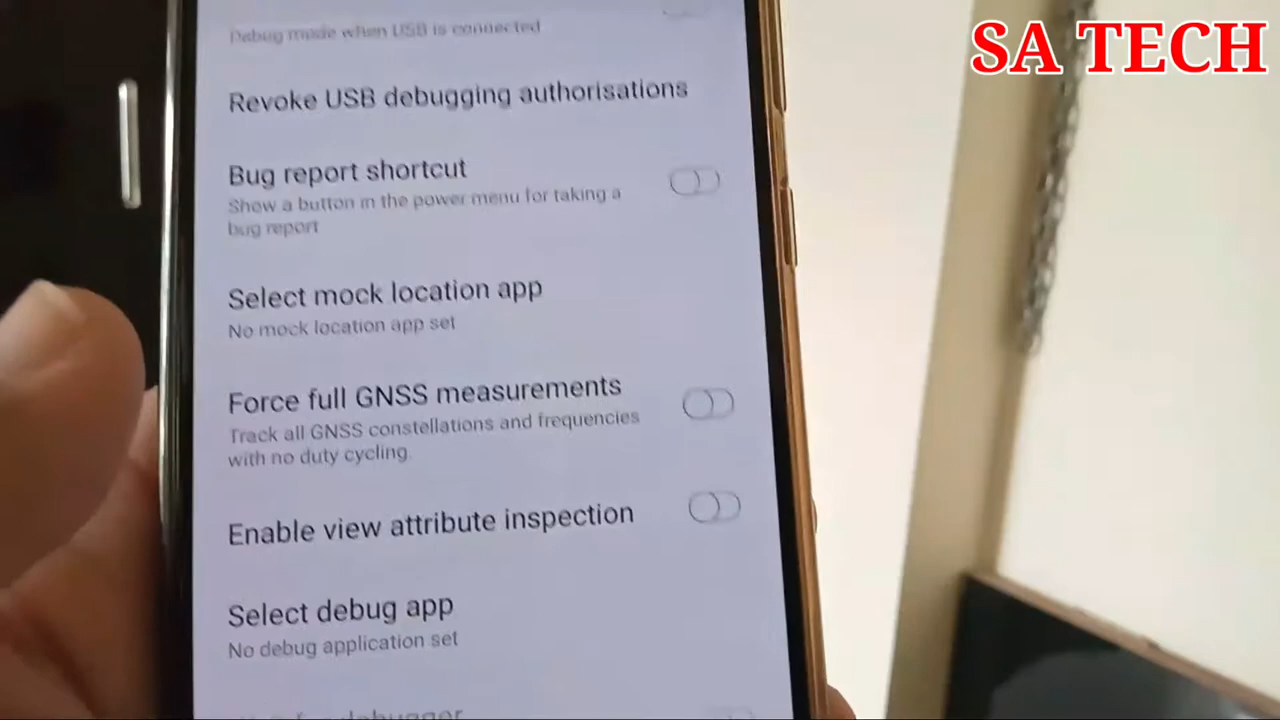 SA TECH
Debug mode when USB is connected
Revoke USB debugging authorisations
Bug report shortcut
Show a button in the power menu for taking a
bug report
Select mock location app
No mock location app set
Force full GNSS measurements
Track all GNSS constellations and frequencies
with no duty cycling
Enable view attribute inspection
Select debug app
No debug application set
debugger